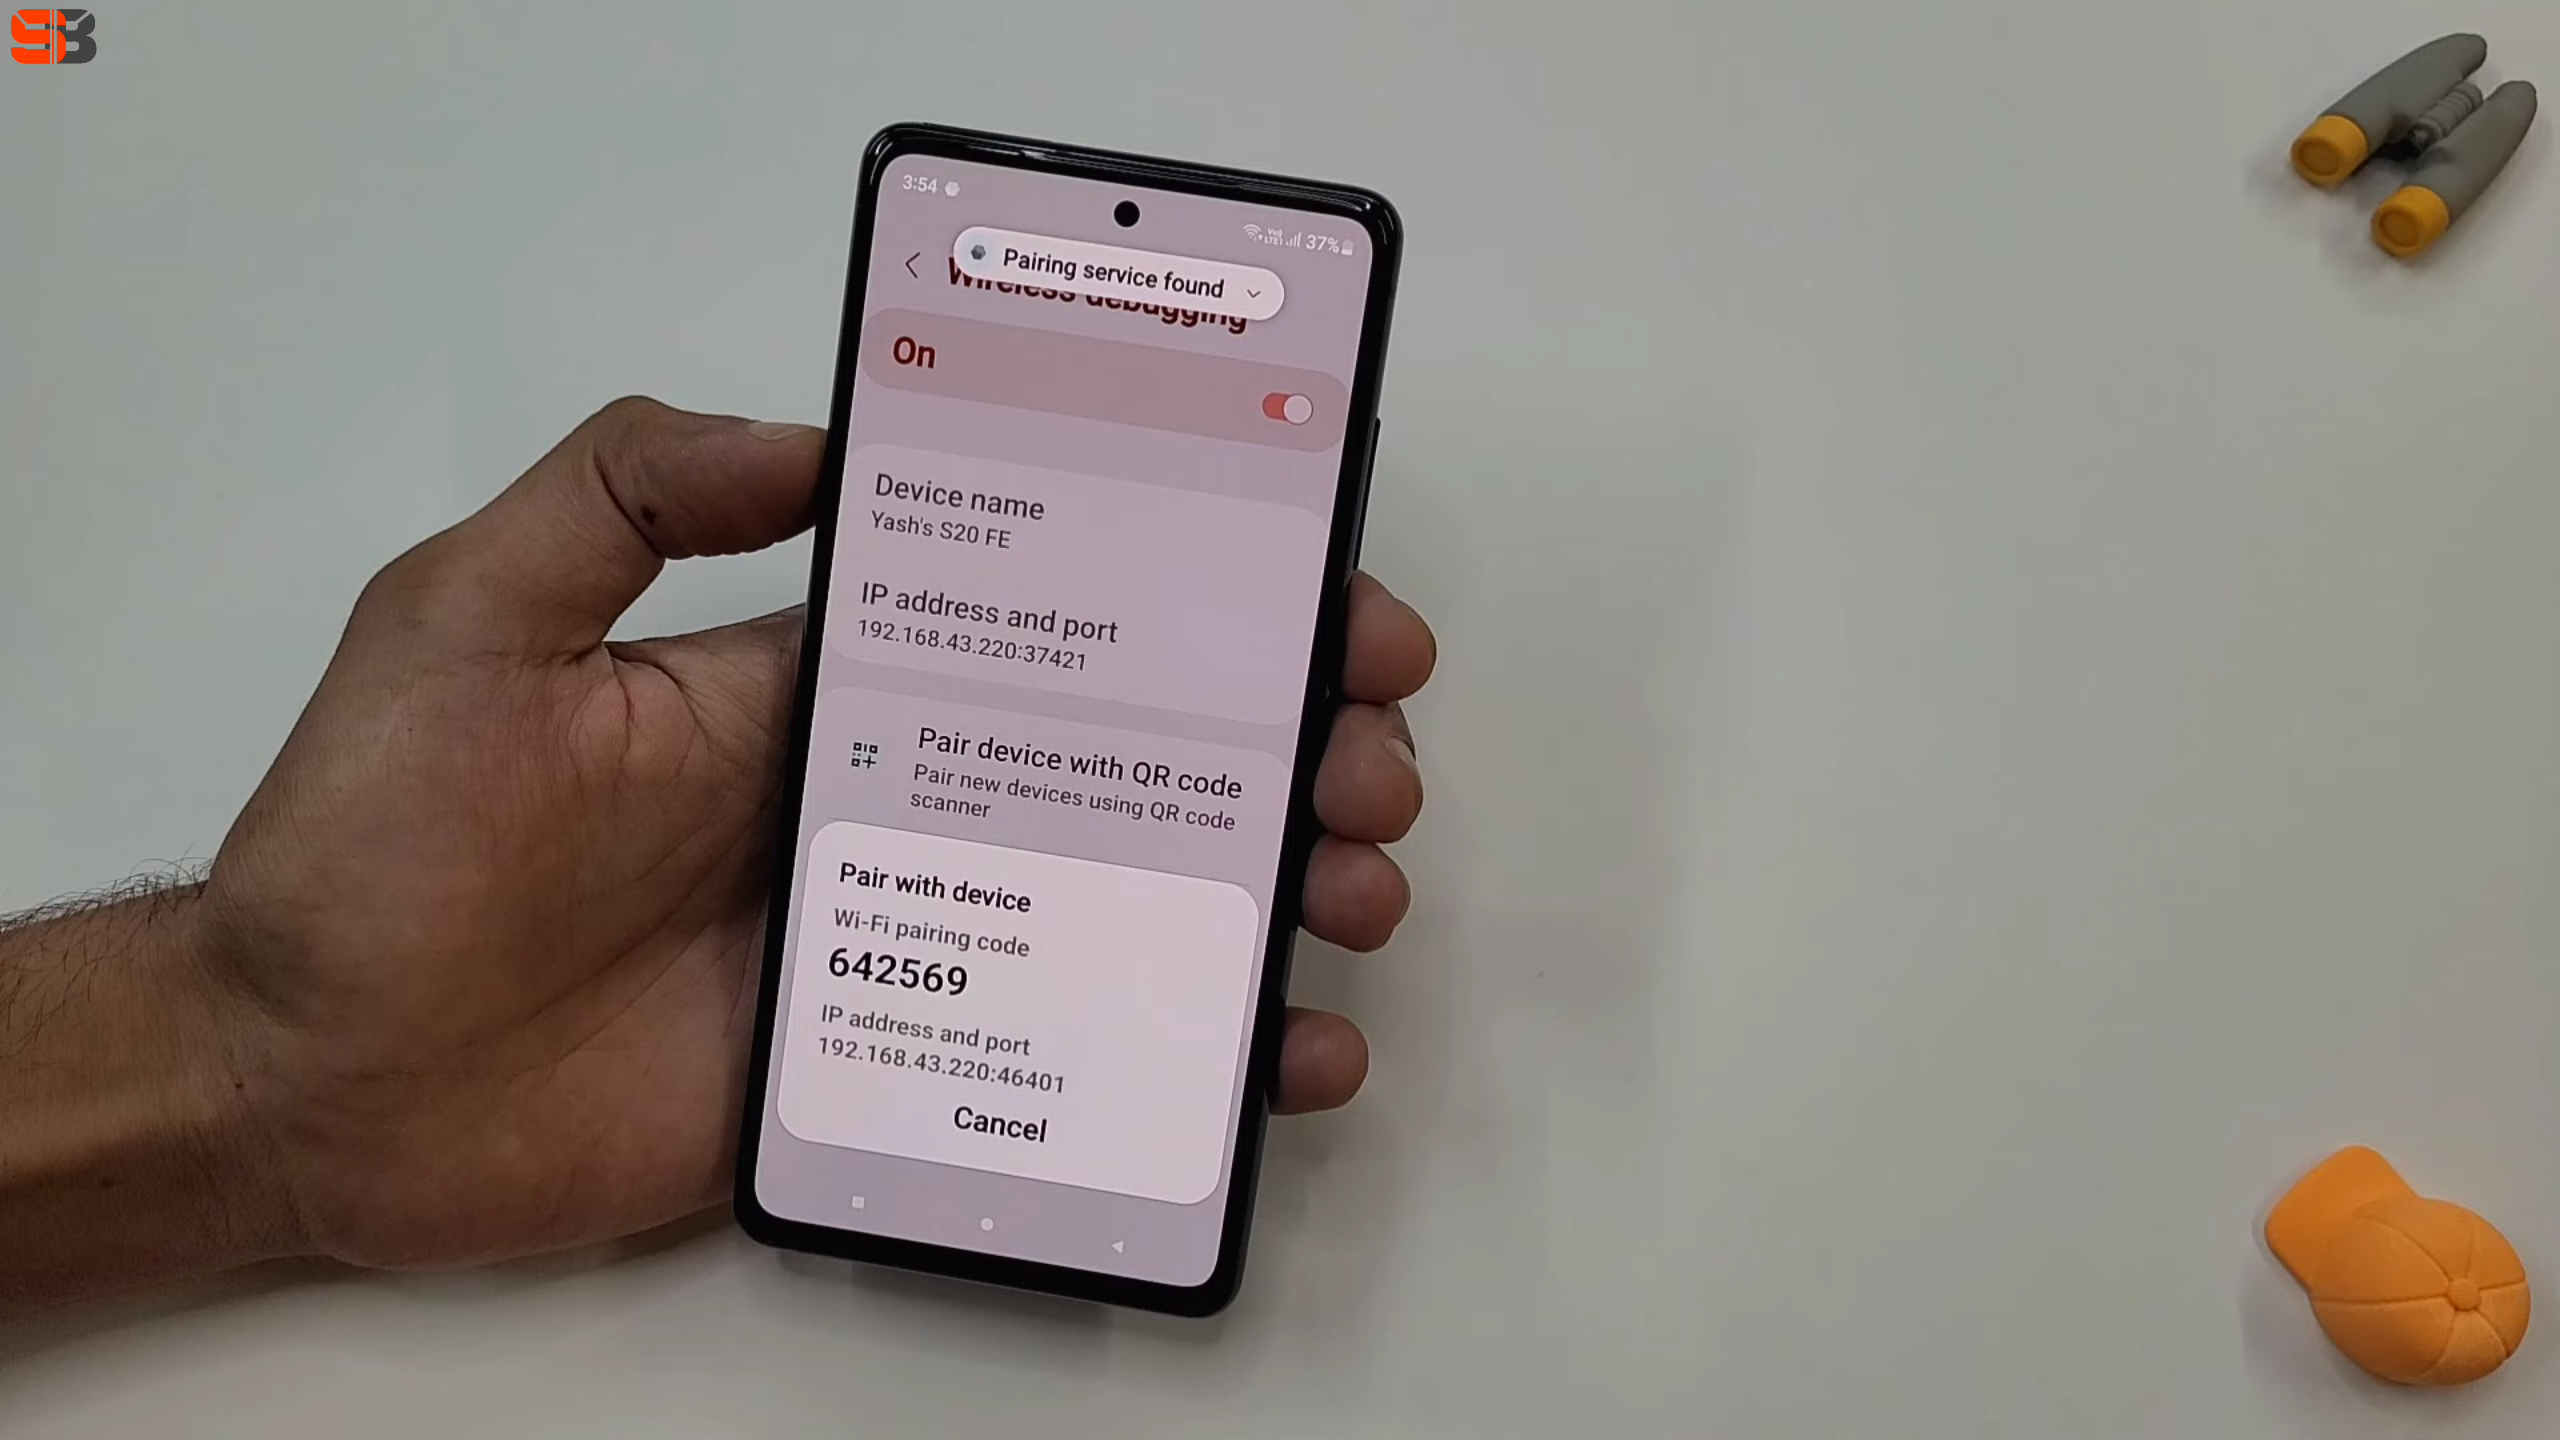 SB
3:54
37%
Pairing service found
Wireless debugging
On
Device name
Yash's S20 FE
IP address and port
192.168.43.220:37421
Pair device with QR code
Pair new devices using QR code
scanner
Pair with device
Wi-Fi pairing code
642569
IP address and port
192.168.43.220:46401
Cancel